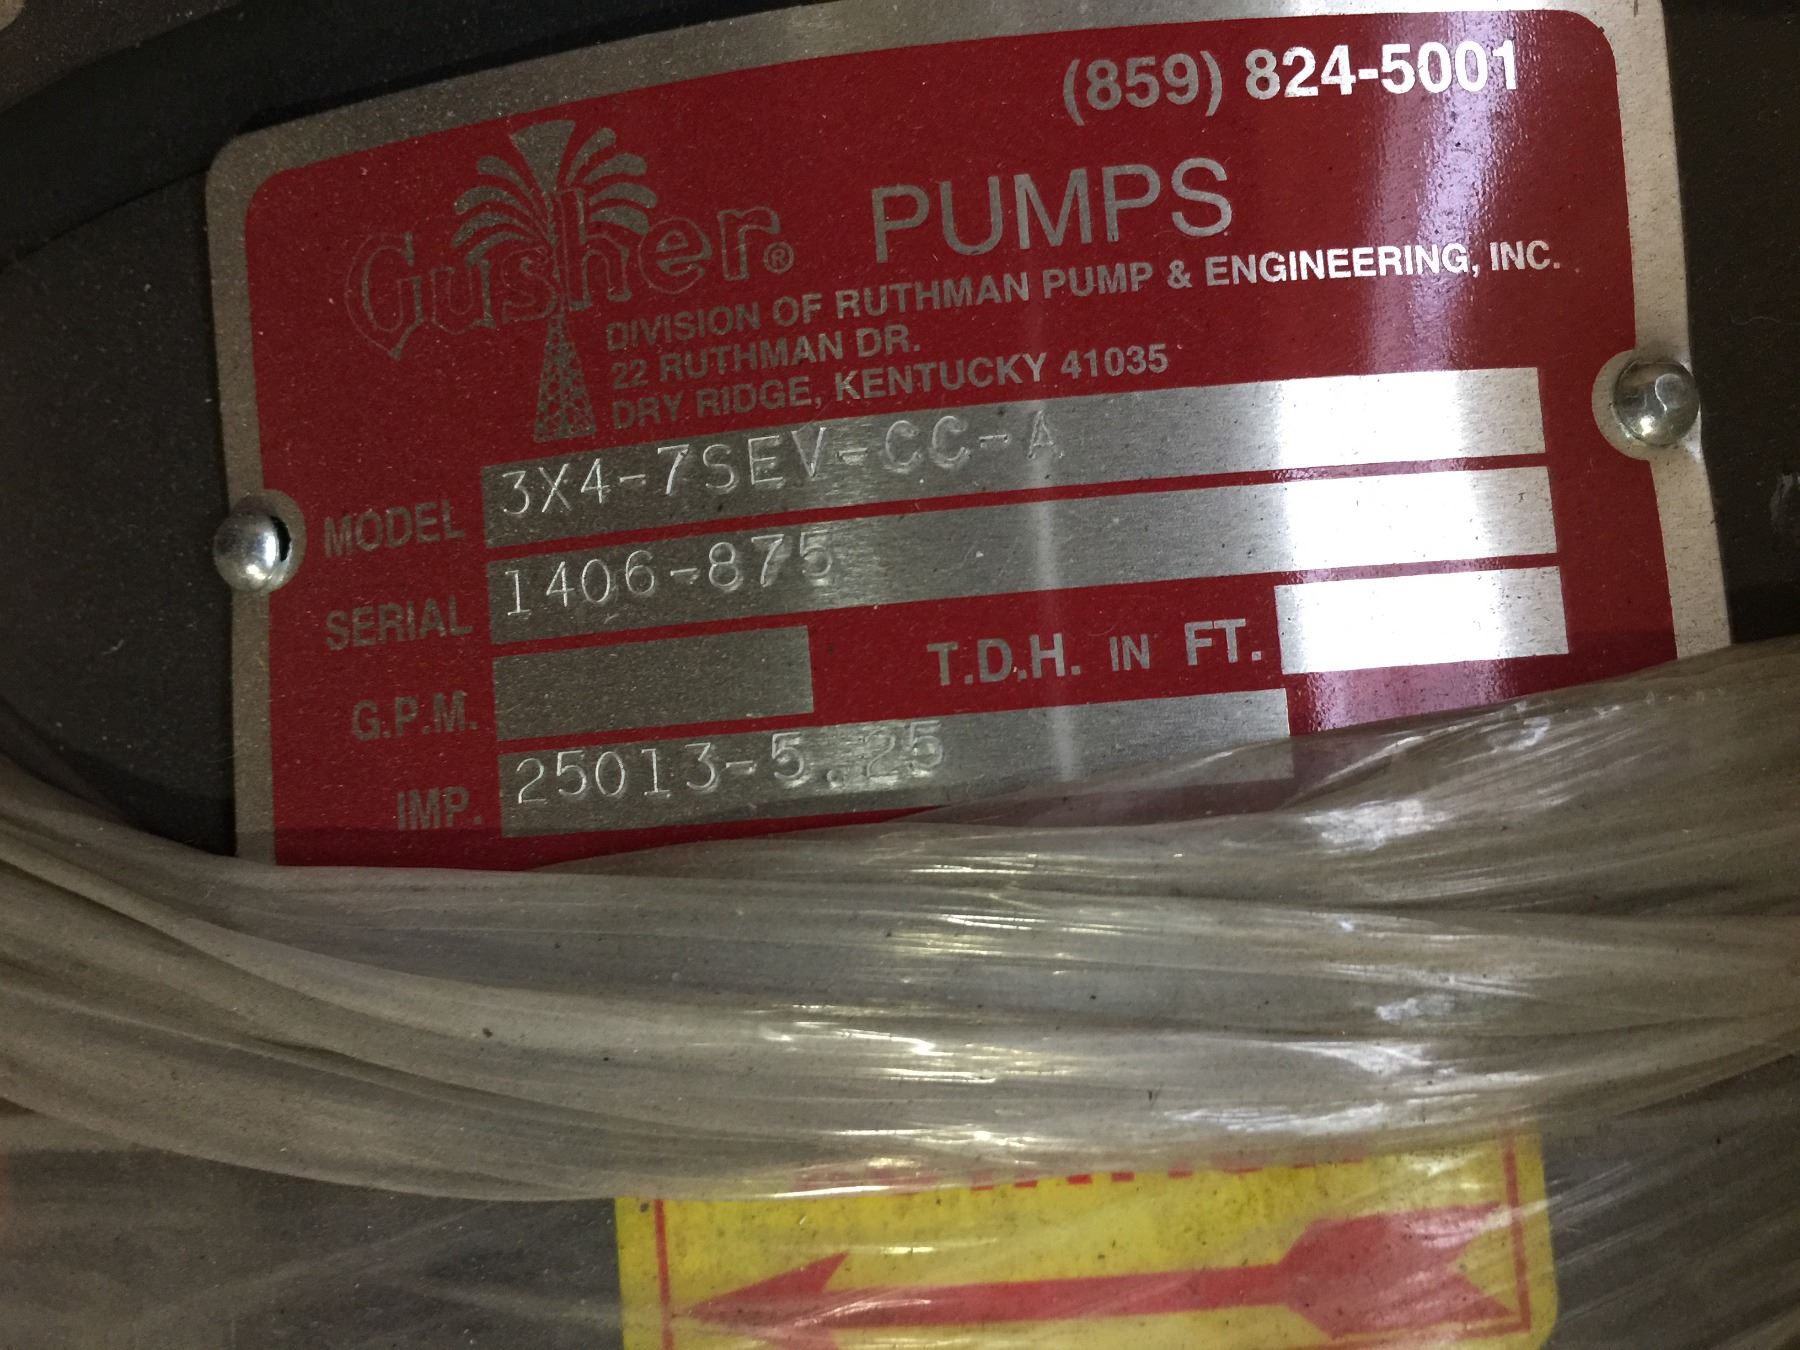 (859) 824-5001
Gusher® PUMPS
DIVISION OF RUTHMAN PUMP & ENGINEERING, INC.
22 RUTHMAN DR.
DRY RIDGE, KENTUCKY 41035
MODEL 3X4-7SEV-CC-A
SERIAL 1406-875
G.P.M. T.D.H. IN FT.
IMP. 25013-5.25